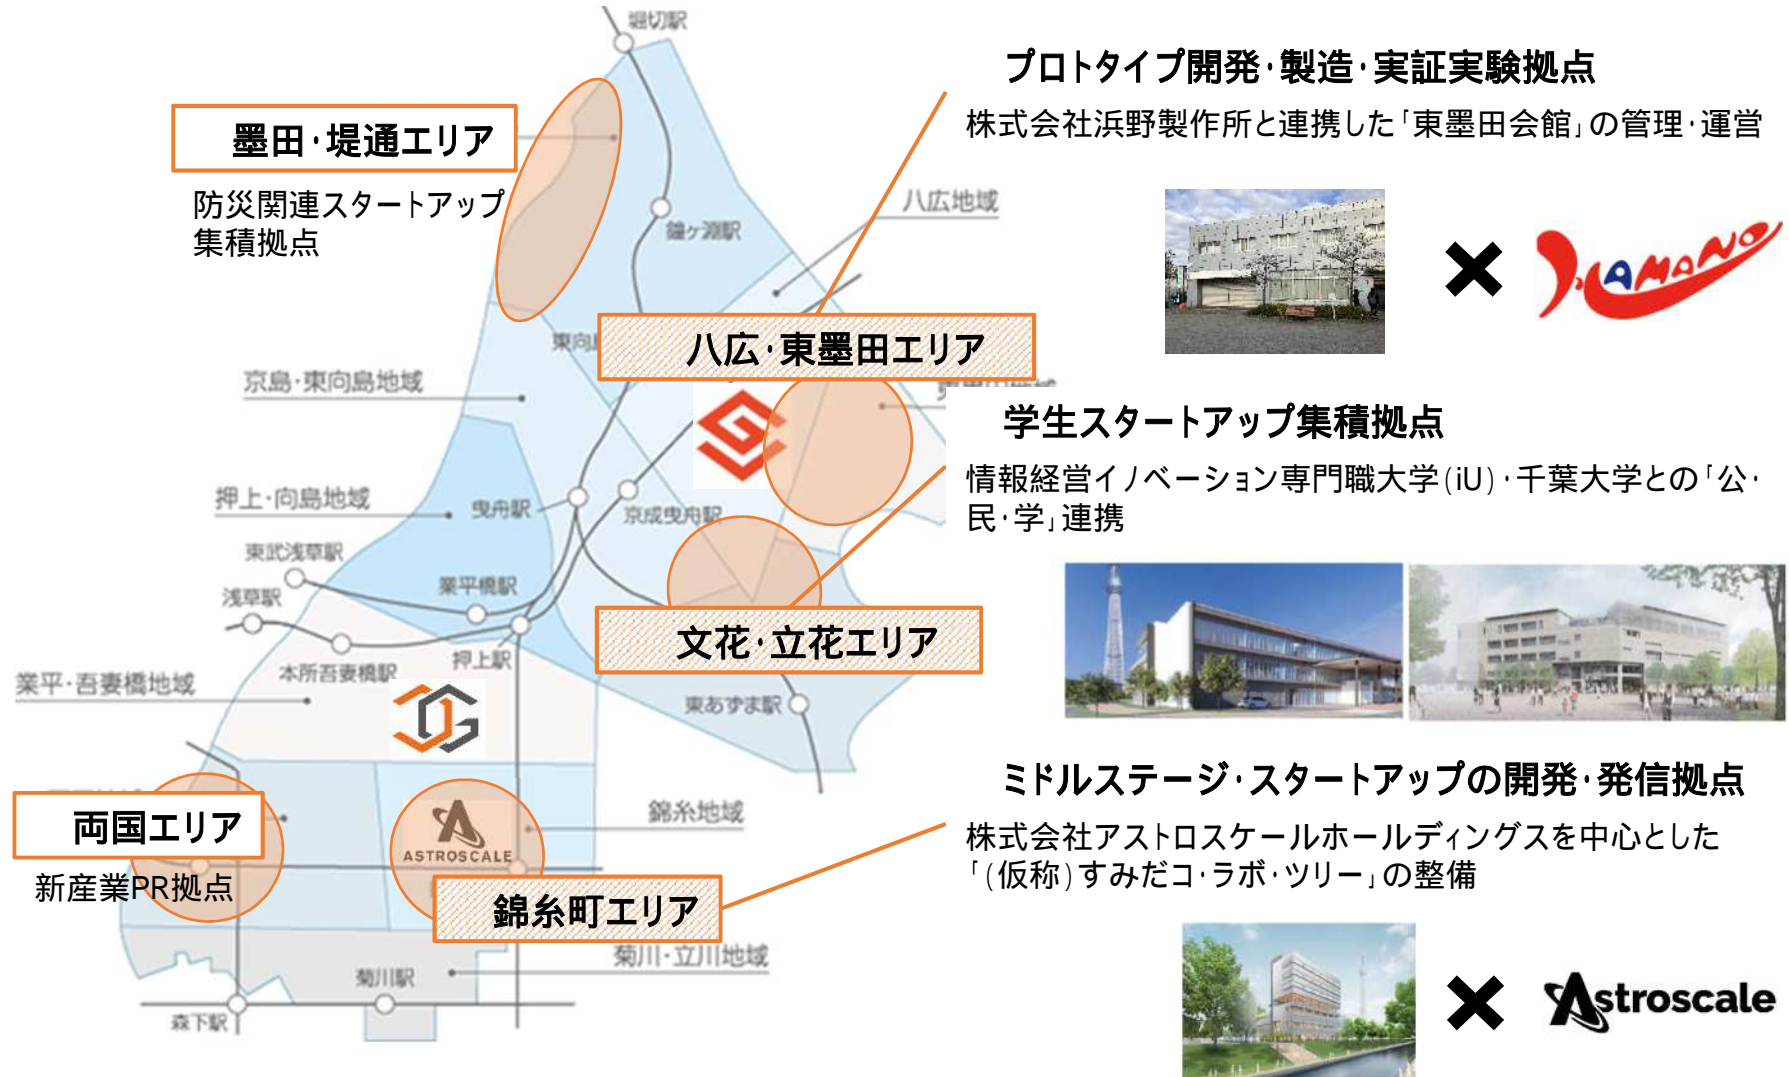 堀切駅
墨田・堤通エリア
防災関連スタートアップ
集積拠点
鐘ヶ淵駅
八広地域
プロトタイプ開発・製造・実証実験拠点
株式会社浜野製作所と連携した「東墨田会館」の管理・運営
HAMANO
東向島
八広・東墨田エリア
京島・東向島地域
学生スタートアップ集積拠点
情報経営イノベーション専門職大学(iU)・千葉大学との「公・
民・学」連携
押上・向島地域
曳舟駅
京成曳舟駅
東武浅草駅
業平橋駅
浅草駅
文花・立花エリア
押上駅
本所吾妻橋駅
業平・吾妻橋地域
東あずま駅
両国エリア
新産業PR拠点
ASTROSCALE
錦糸地域
錦糸町エリア
ミドルステージ・スタートアップの開発・発信拠点
株式会社アストロスケールホールディングスを中心とした
「(仮称)すみだコ・ラボ・ツリー」の整備
菊川・立川地域
菊川駅
森下駅
Astroscale